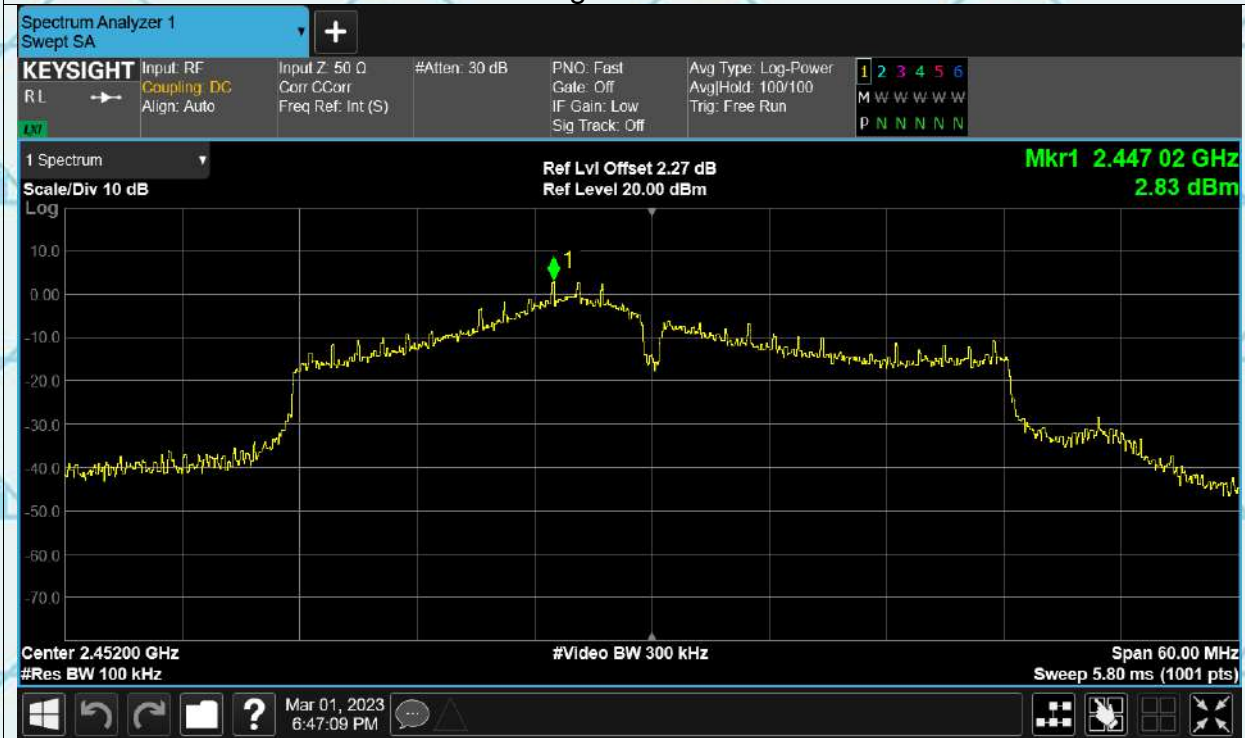 Spectrum Analyzer 1
Swept SA
+
KEYSIGHT
RL
LXI
Input: RF
Coupling: DC
Align: Auto
Input Z: 50 Ω
Corr CCorr
Freq Ref: Int (S)
#Atten: 30 dB
PNO: Fast
Gate: Off
IF Gain: Low
Sig Track: Off
Avg Type: Log-Power
Avg|Hold: 100/100
Trig: Free Run
1 2 3 4 5 6
M W W W W W
P N N N N N
1 Spectrum
Scale/Div 10 dB
Log
Ref Lvl Offset 2.27 dB
Ref Level 20.00 dBm
Mkr1 2.447 02 GHz
2.83 dBm
1
10.0
0.00
-10.0
-20.0
-30.0
-40.0
-50.0
-60.0
-70.0
Center 2.45200 GHz
#Res BW 100 kHz
#Video BW 300 kHz
Span 60.00 MHz
Sweep 5.80 ms (1001 pts)
?
Mar 01, 2023
6:47:09 PM